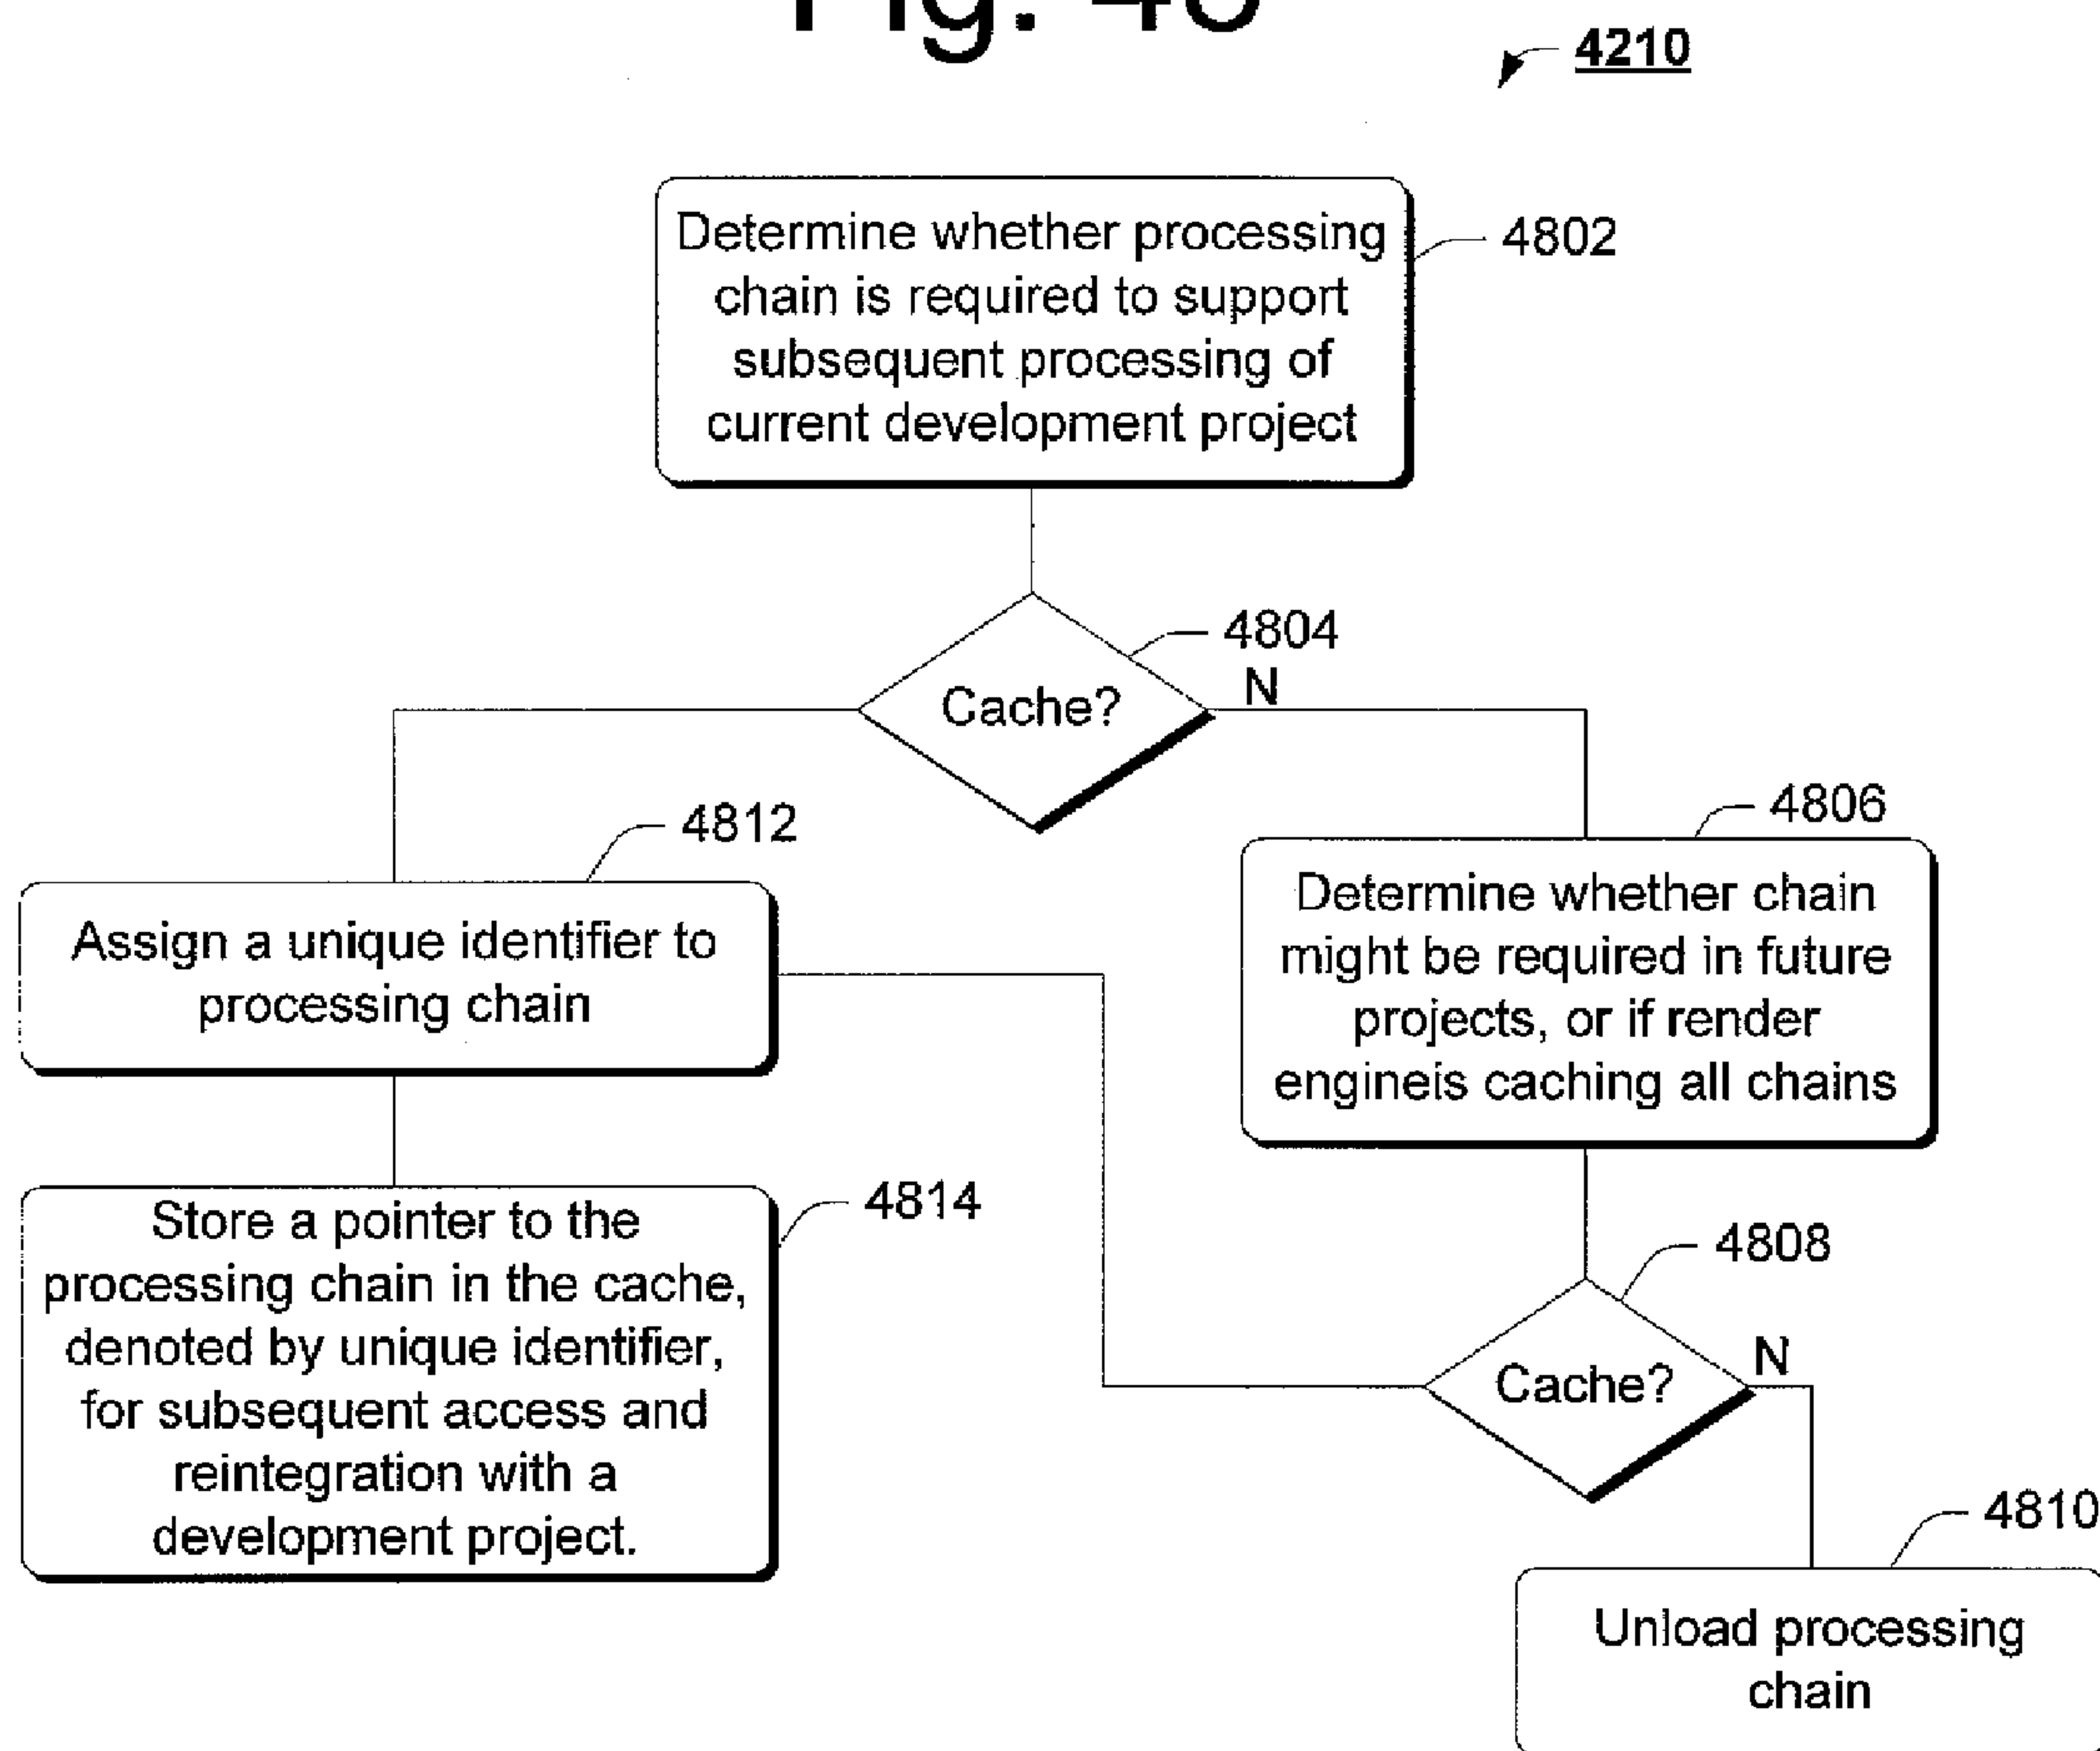 Fig. 48
4210
Determine whether processing
chain is required to support
subsequent processing of
current development project
4802
4804
Cache?
N
4812
Assign a unique identifier to
processing chain
4806
Determine whether chain
might be required in future
projects, or if render
engineis caching all chains
4814
Store a pointer to the
processing chain in the cache,
denoted by unique identifier,
for subsequent access and
reintegration with a
development project.
4808
Cache?
N
4810
Unload processing
chain